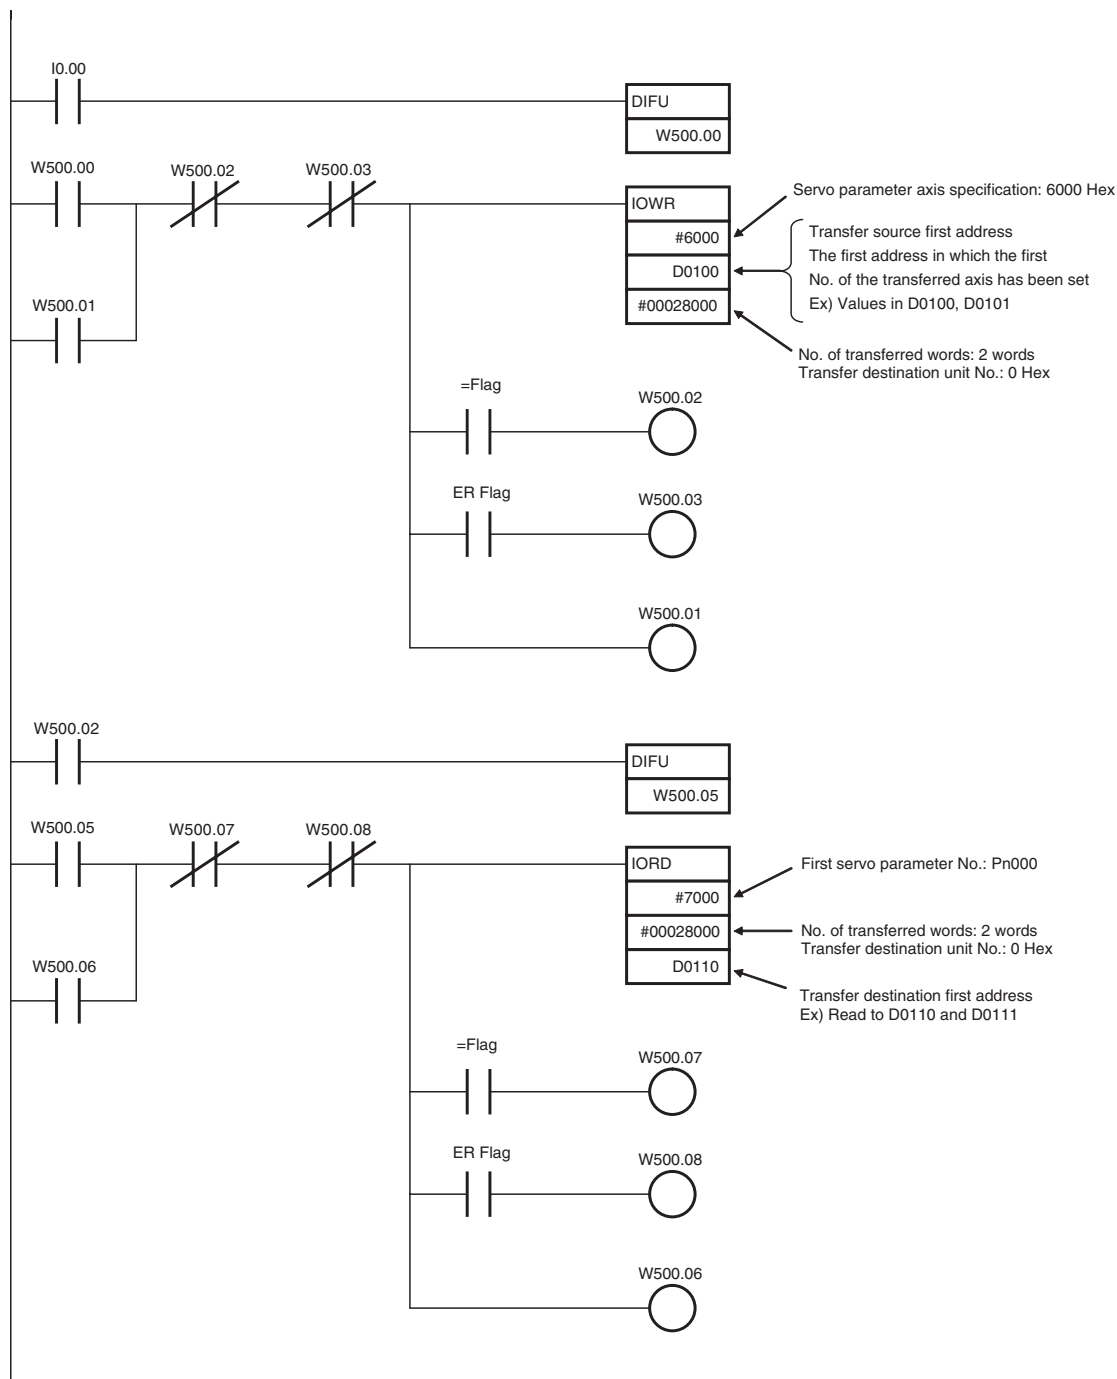 I0.00
DIFU
W500.00
W500.00
W500.02
W500.03
IOWR
Servo parameter axis specification: 6000 Hex
#6000
Transfer source first address
The first address in which the first
No. of the transferred axis has been set
Ex) Values in D0100, D0101
D0100
#00028000
W500.01
No. of transferred words: 2 words
Transfer destination unit No.: 0 Hex
=Flag
W500.02
ER Flag
W500.03
W500.01
W500.02
DIFU
W500.05
W500.05
W500.07
W500.08
IORD
First servo parameter No.: Pn000
#7000
#00028000
No. of transferred words: 2 words
Transfer destination unit No.: 0 Hex
D0110
W500.06
Transfer destination first address
Ex) Read to D0110 and D0111
=Flag
W500.07
ER Flag
W500.08
W500.06